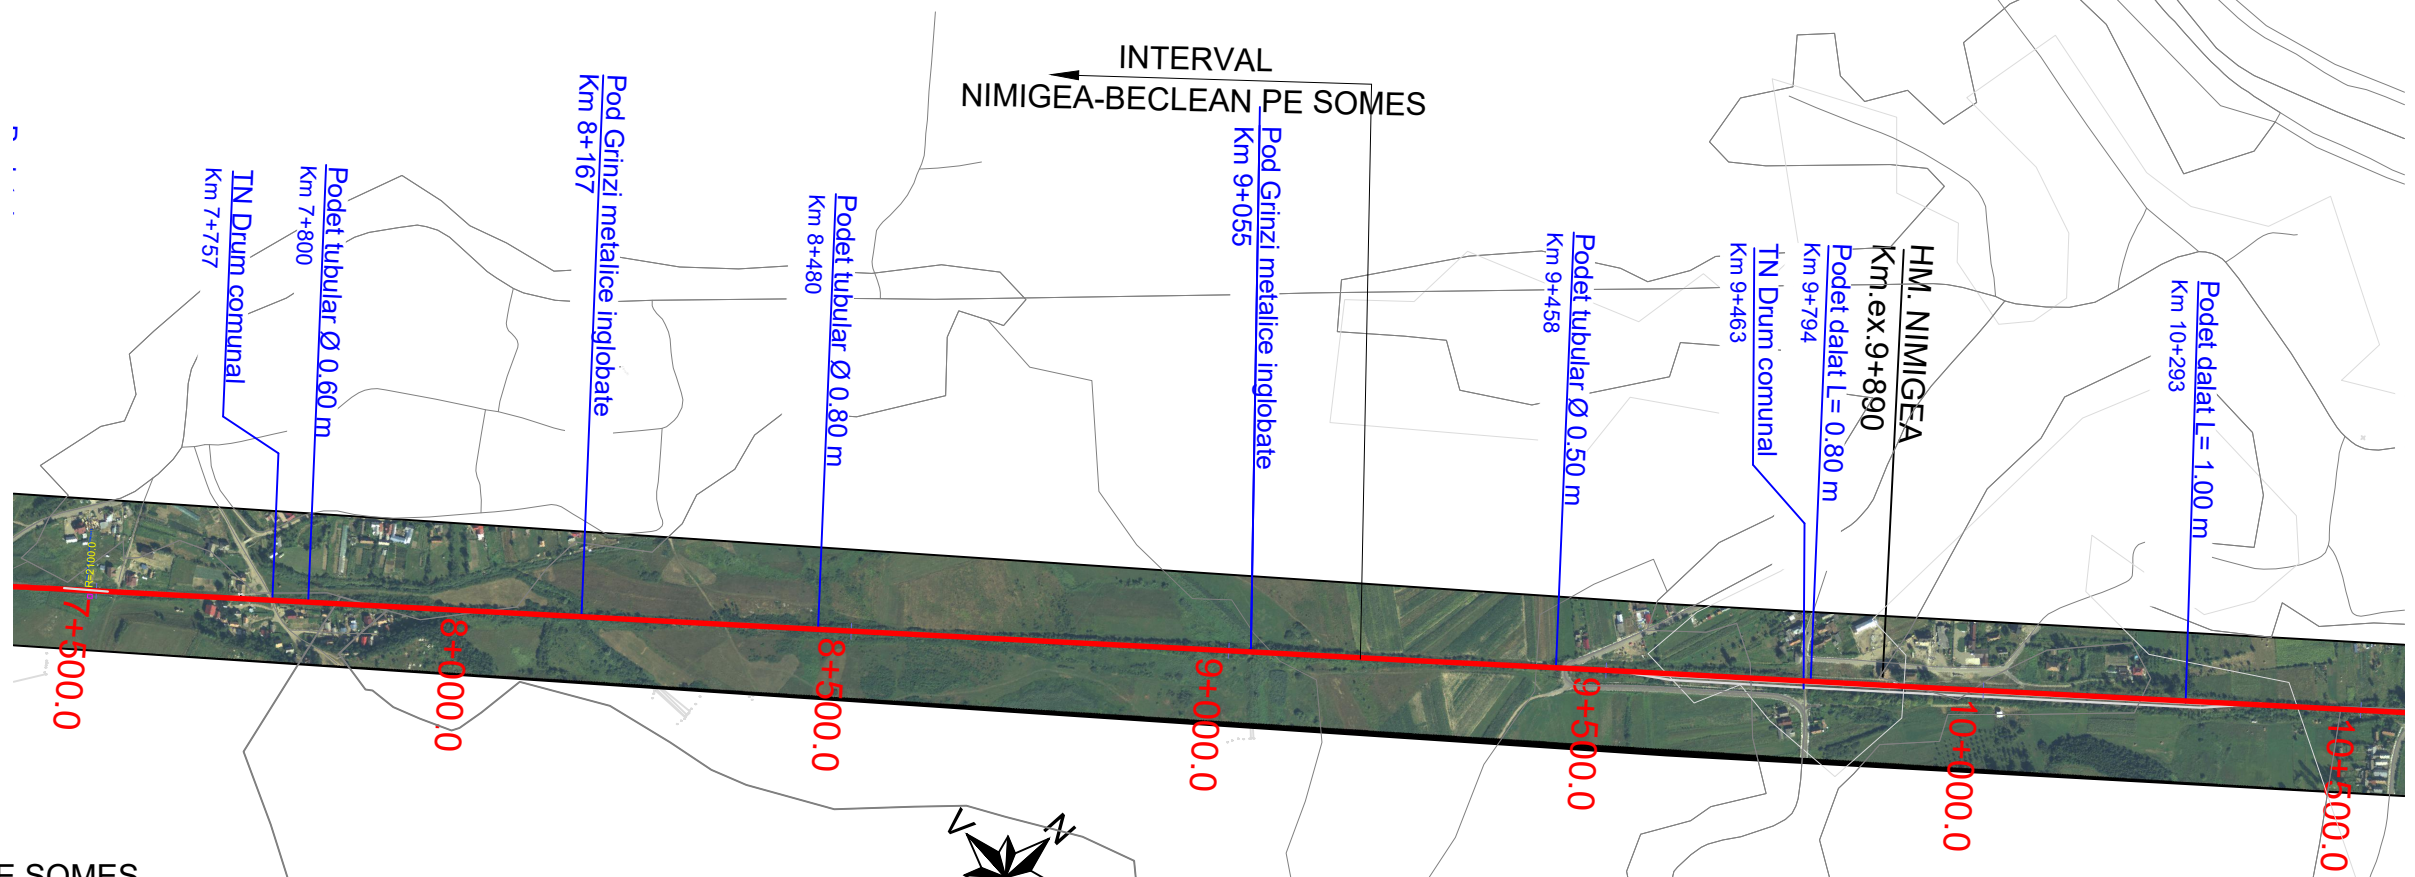 INTERVAL
NIMIGEA-BECLEAN PE SOMES
TN Drum comunal
Km 7+757
Podet tubular Ø 0.60 m
Km 7+800
Pod Grinzi metalice inglobate
Km 8+167
Podet tubular Ø 0.80 m
Km 8+480
Pod Grinzi metalice inglobate
Km 9+055
Podet tubular Ø 0.50 m
Km 9+458
TN Drum comunal
Km 9+463
Podet dalat L= 0.80 m
Km 9+794
HM. NIMIGEA
Km.ex.9+890
Podet dalat L= 1.00 m
Km 10+293
R=2100.0
7+500.0
8+000.0
8+500.0
9+000.0
9+500.0
10+000.0
10+500.0
V
N
E SOMES